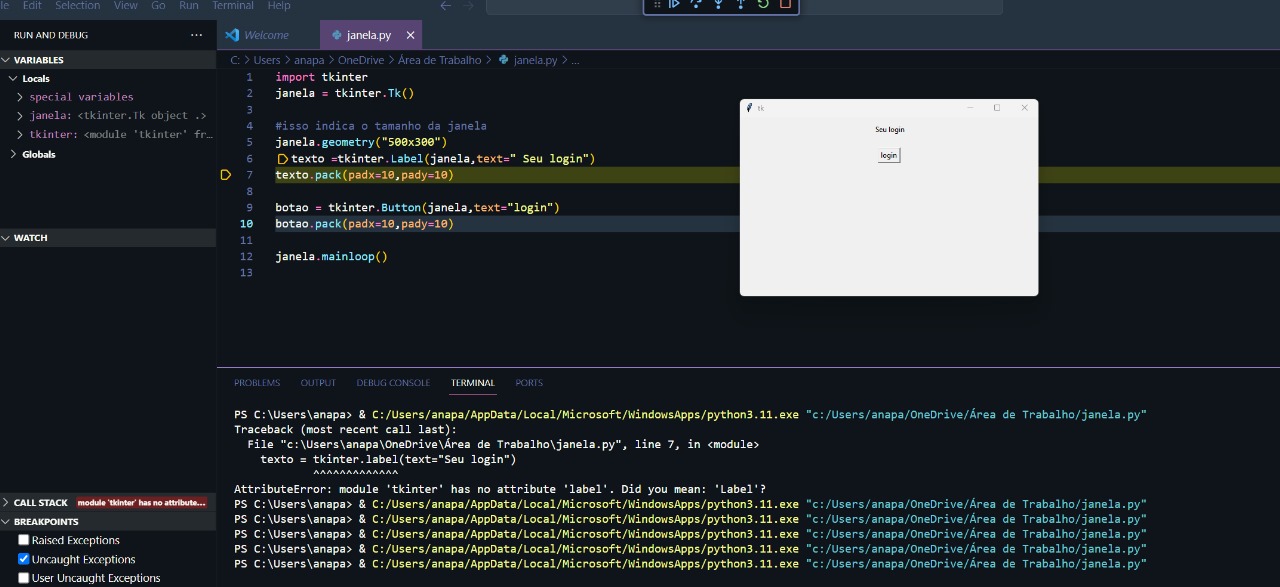 le Edit Selection View Go Run Terminal Help
RUN AND DEBUG ...
Welcome janela.py
VARIABLES
Locals
special variables
janela: <tkinter.Tk object .>
tkinter: <module 'tkinter' fr...
Globals
WATCH
CALL STACK module 'tkinter' has no attribute...
BREAKPOINTS
Raised Exceptions
Uncaught Exceptions
User Uncaught Exceptions
C: > Users > anapa > OneDrive > Área de Trabalho > janela.py > ...
1 import tkinter
2 janela = tkinter.Tk()
3
4 #isso indica o tamanho da janela
5 janela.geometry("500x300")
6 texto =tkinter.Label(janela,text=" Seu login")
7 texto.pack(padx=10,pady=10)
8
9 botao = tkinter.Button(janela,text="login")
10 botao.pack(padx=10,pady=10)
11
12 janela.mainloop()
13
tk
Seu login
login
PROBLEMS OUTPUT DEBUG CONSOLE TERMINAL PORTS
PS C:\Users\anapa> & C:/Users/anapa/AppData/Local/Microsoft/WindowsApps/python3.11.exe "c:/Users/anapa/OneDrive/Área de Trabalho/janela.py"
Traceback (most recent call last):
File "c:\Users\anapa\OneDrive\Área de Trabalho\janela.py", line 7, in <module>
texto = tkinter.label(text="Seu login")
^^^^^^^^^^^^^
AttributeError: module 'tkinter' has no attribute 'label'. Did you mean: 'Label'?
PS C:\Users\anapa> & C:/Users/anapa/AppData/Local/Microsoft/WindowsApps/python3.11.exe "c:/Users/anapa/OneDrive/Área de Trabalho/janela.py"
PS C:\Users\anapa> & C:/Users/anapa/AppData/Local/Microsoft/WindowsApps/python3.11.exe "c:/Users/anapa/OneDrive/Área de Trabalho/janela.py"
PS C:\Users\anapa> & C:/Users/anapa/AppData/Local/Microsoft/WindowsApps/python3.11.exe "c:/Users/anapa/OneDrive/Área de Trabalho/janela.py"
PS C:\Users\anapa> & C:/Users/anapa/AppData/Local/Microsoft/WindowsApps/python3.11.exe "c:/Users/anapa/OneDrive/Área de Trabalho/janela.py"
PS C:\Users\anapa> & C:/Users/anapa/AppData/Local/Microsoft/WindowsApps/python3.11.exe "c:/Users/anapa/OneDrive/Área de Trabalho/janela.py"